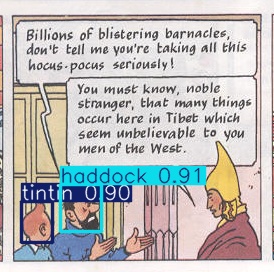 Billions of blistering barnacles,
don't tell me you're taking all this
hocus-pocus seriously!
You must know, noble
stranger, that many things
occur here in Tibet which
seem unbelievable to you
men of the West.
haddock 0.91
tintin 0.90